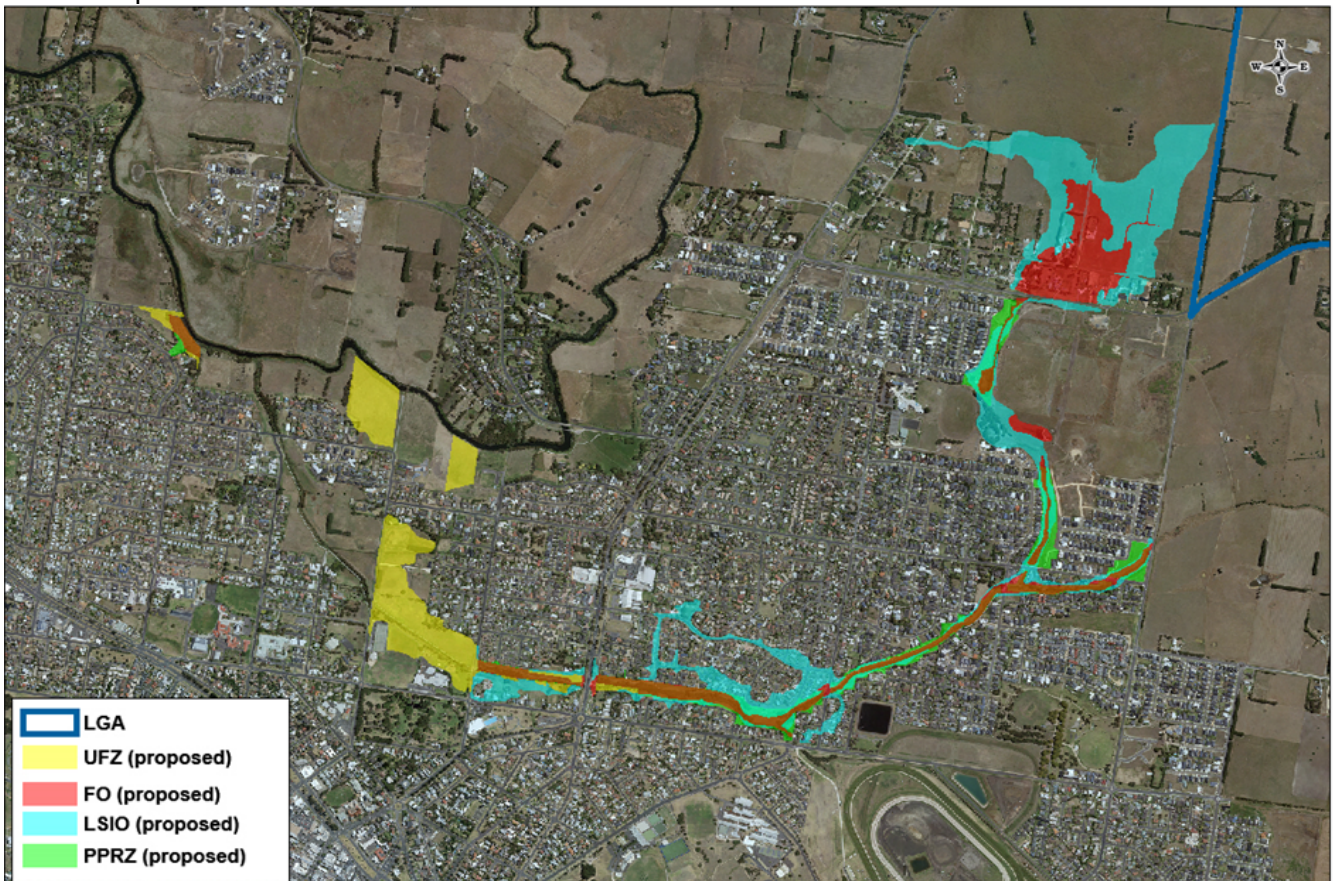 N
W E
S
LGA
UFZ (proposed)
FO (proposed)
LSIO (proposed)
PPRZ (proposed)